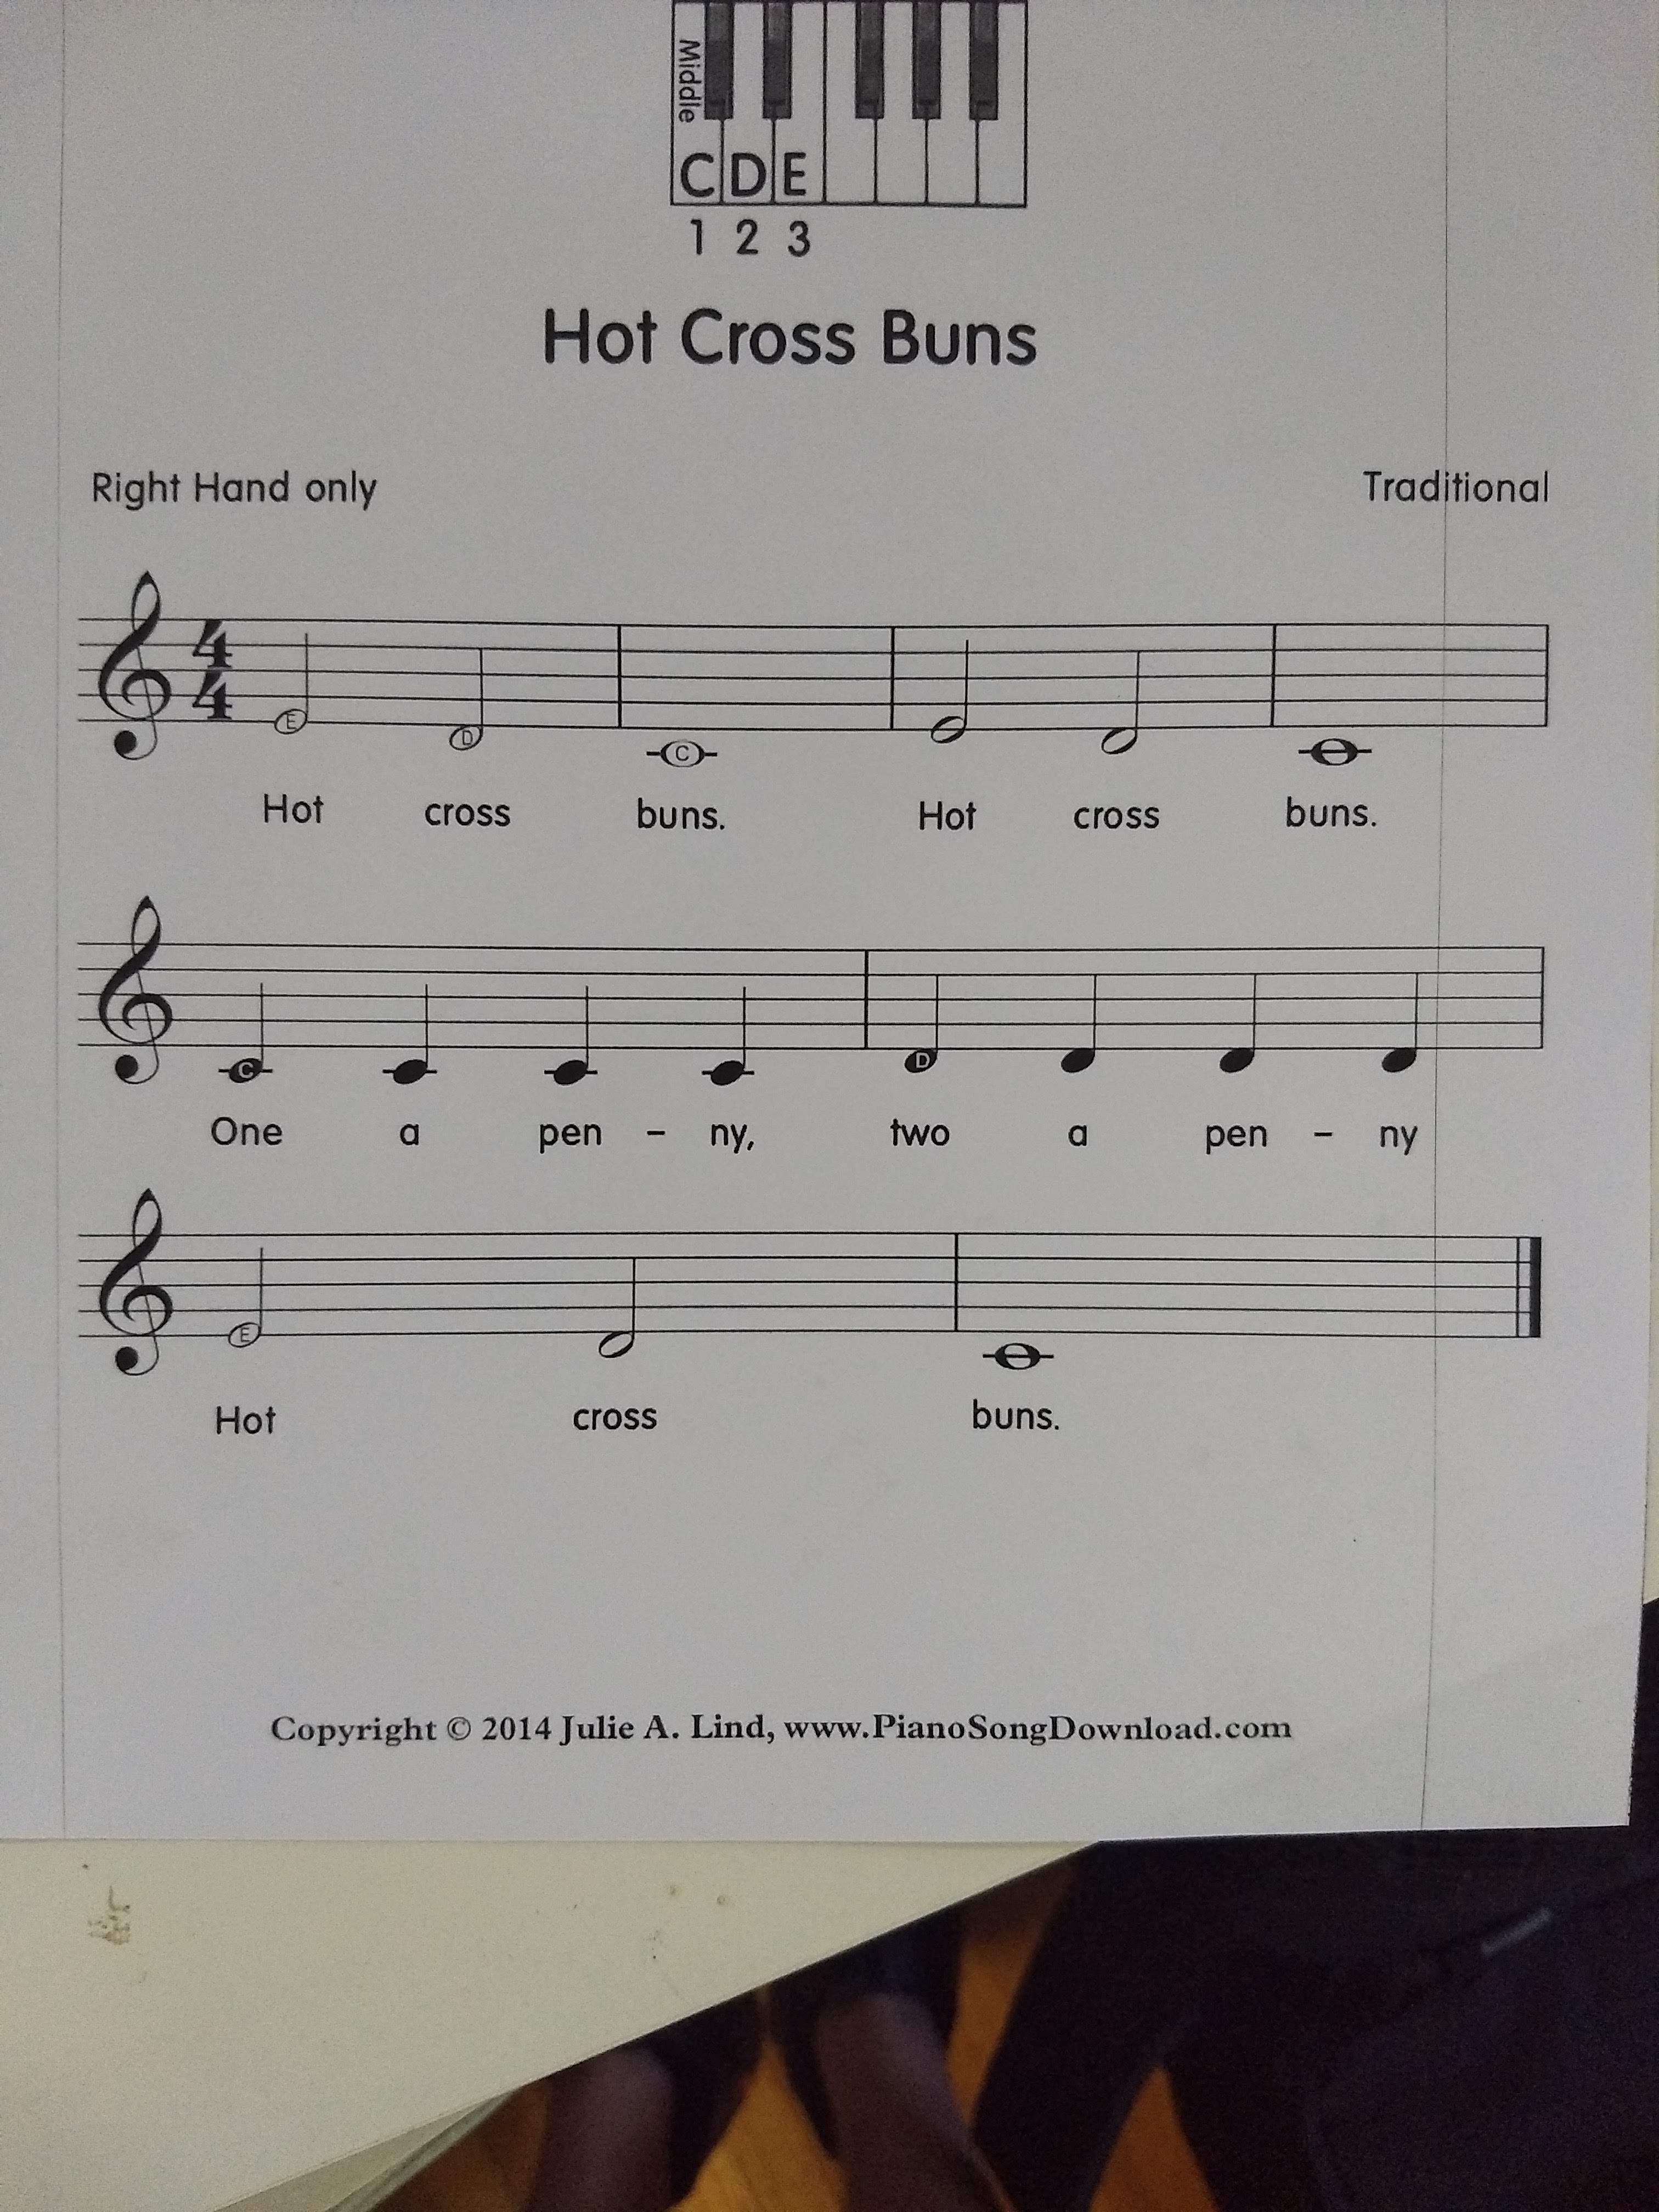 Middle
C D E
1 2 3
Hot Cross Buns
Right Hand only Traditional
4
4
E D C
Hot cross buns. Hot cross buns.
C D
One a pen - ny, two a pen - ny
E
Hot cross buns.
Copyright © 2014 Julie A. Lind, www.PianoSongDownload.com